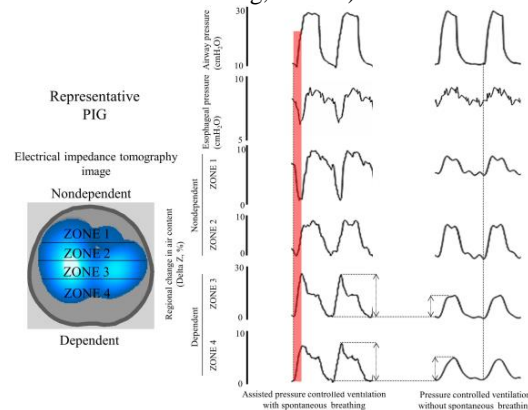 Representative
PIG
Electrical impedance tomography
image
Nondependent
ZONE 1
ZONE 2
ZONE 3
ZONE 4
Dependent
Airway pressure
(cmH₂O)
30
10
Esophageal pressure
(cmH₂O)
10
5
Regional change in air content
(Delta Z, %)
Nondependent
ZONE 1
10
0
ZONE 2
10
0
Dependent
ZONE 3
30
0
ZONE 4
10
0
Assisted pressure controlled ventilation
with spontaneous breathing
Pressure controlled ventilation
without spontaneous breathing